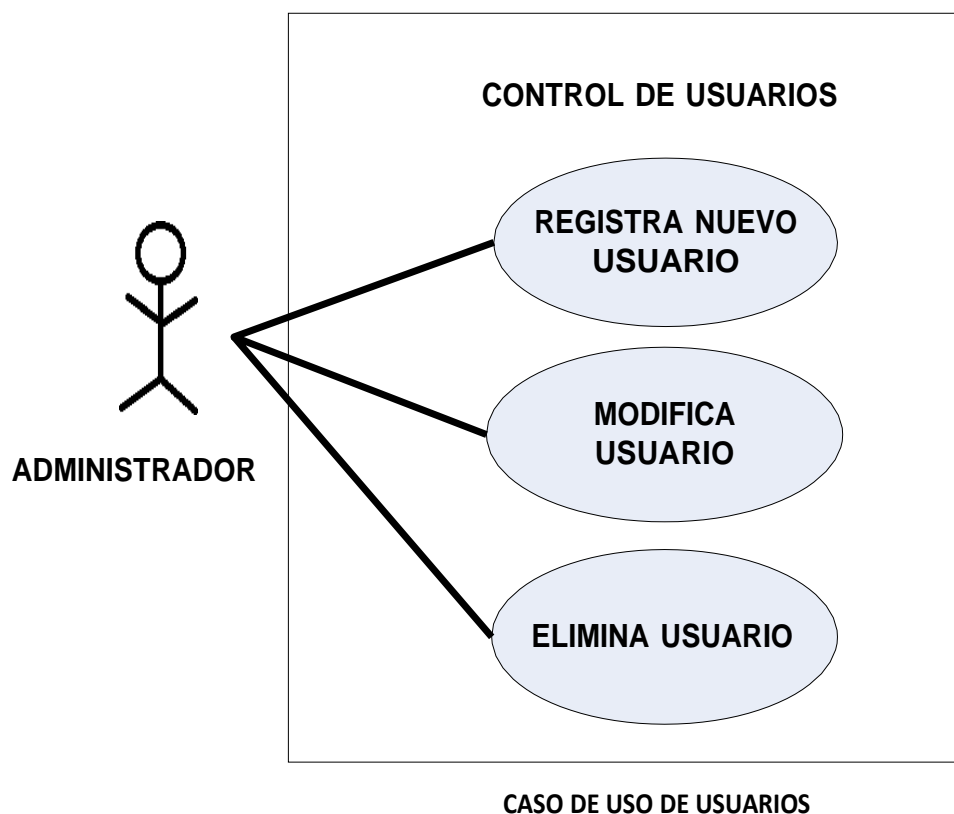 CONTROL DE USUARIOS
REGISTRA NUEVO
USUARIO
MODIFICA
USUARIO
ADMINISTRADOR
ELIMINA USUARIO
CASO DE USO DE USUARIOS